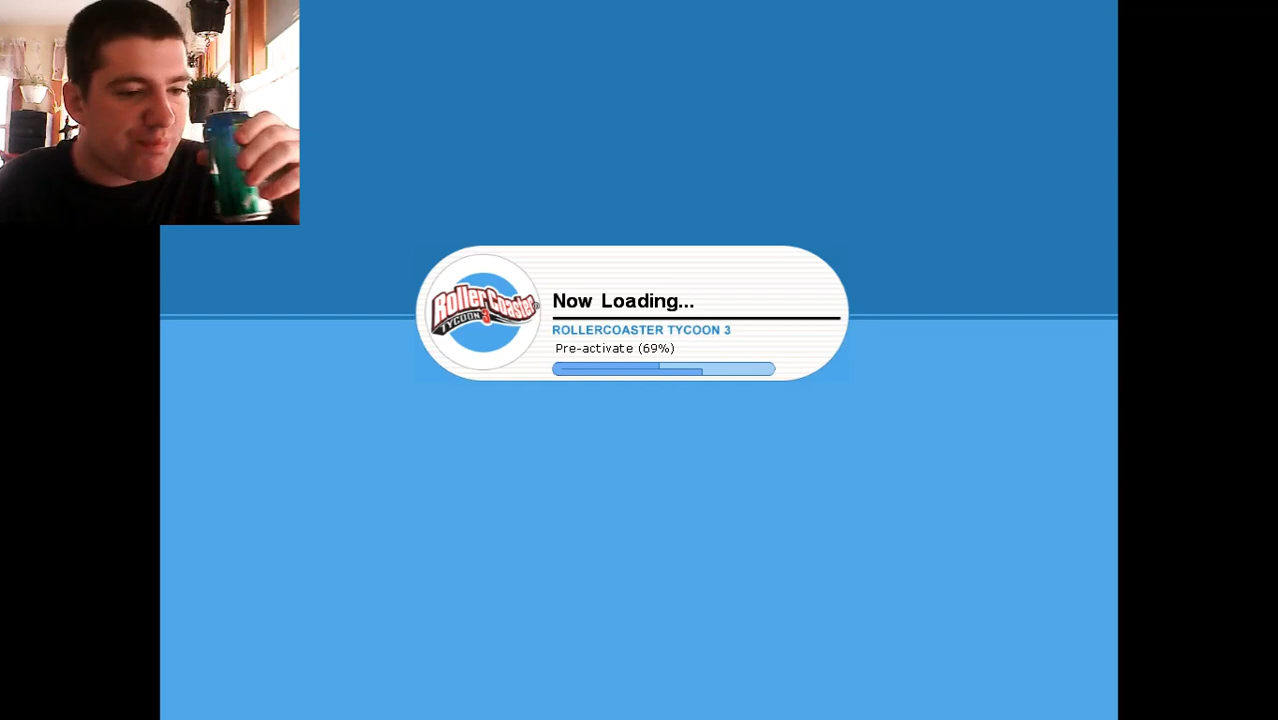 RollerCoaster®
TYCOON 3
Now Loading...
ROLLERCOASTER TYCOON 3
Pre-activate (69%)